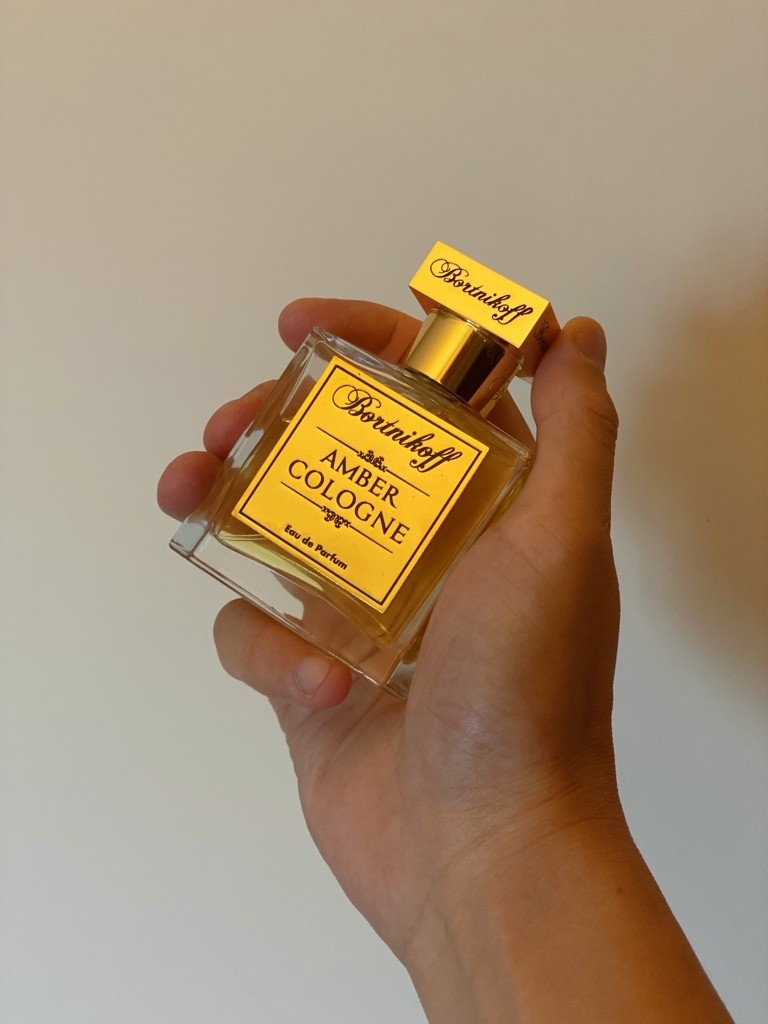 Bortnikoff
Bortnikoff
AMBER
COLOGNE
Eau de Parfum